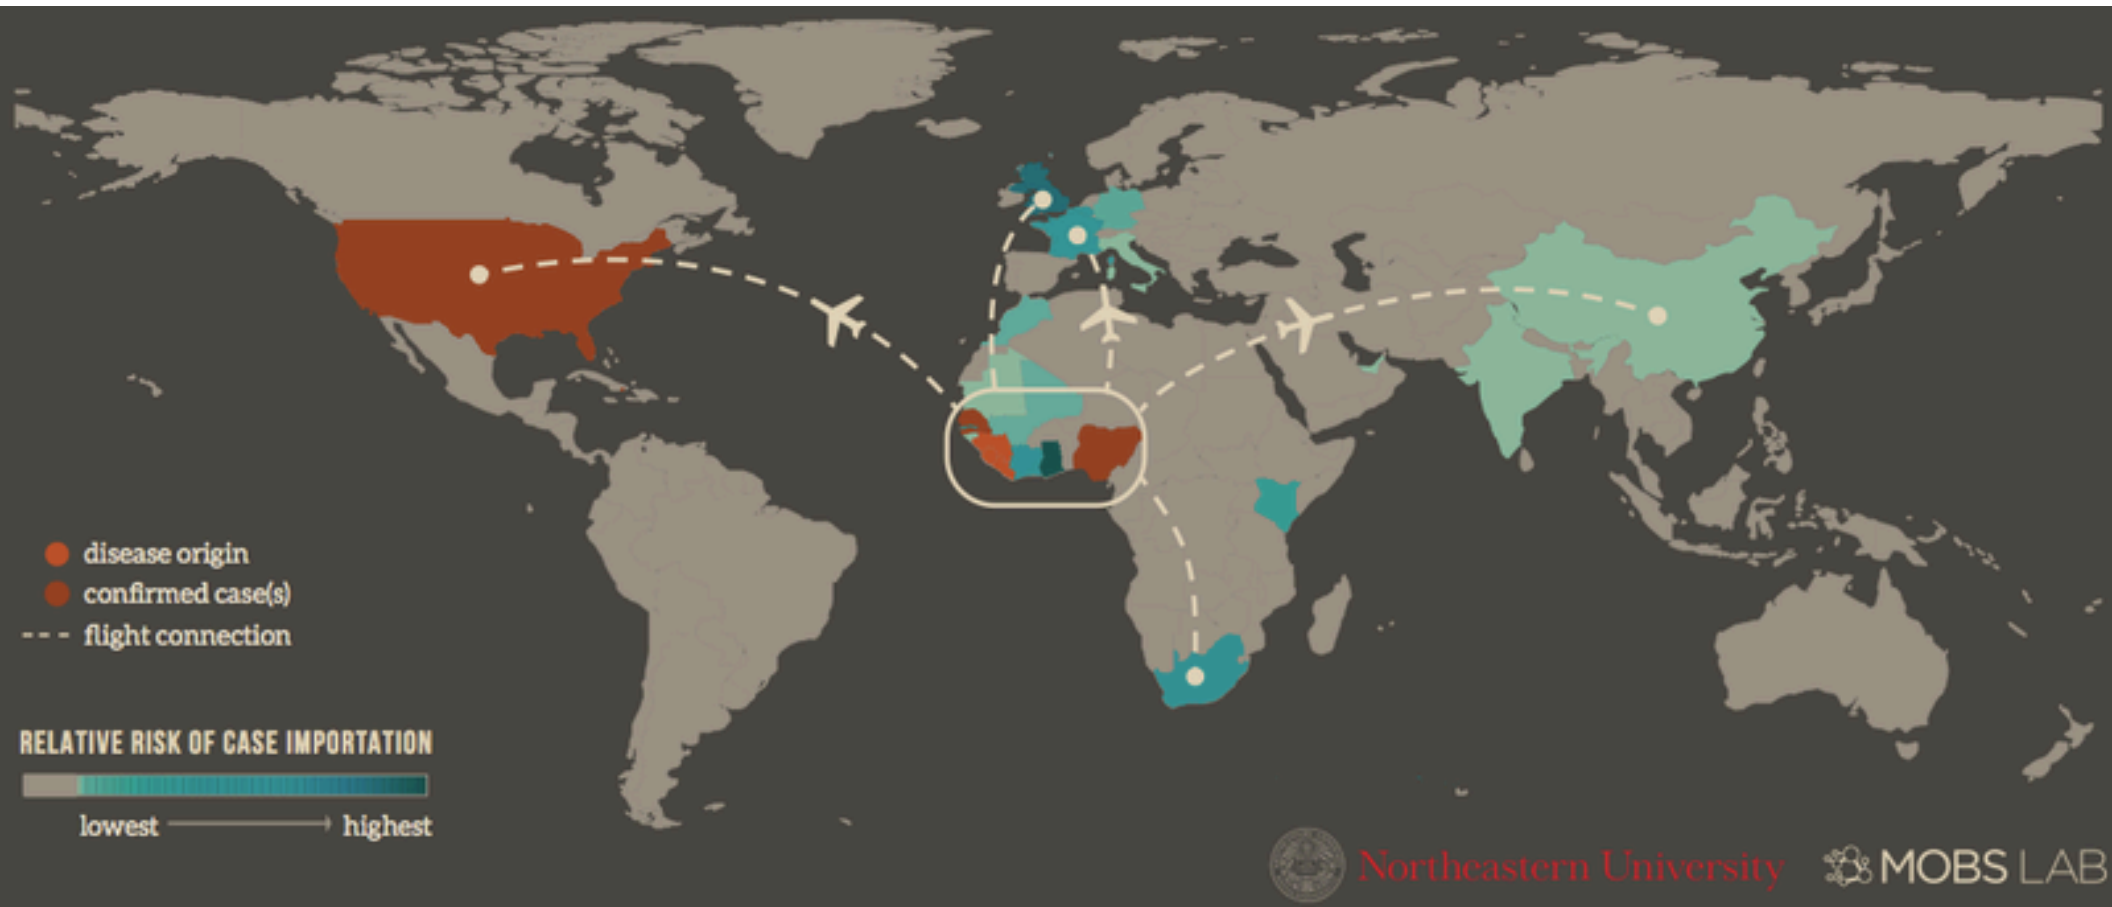 disease origin
confirmed case(s)
flight connection
RELATIVE RISK OF CASE IMPORTATION
lowest
highest
Northeastern University
MOBS LAB